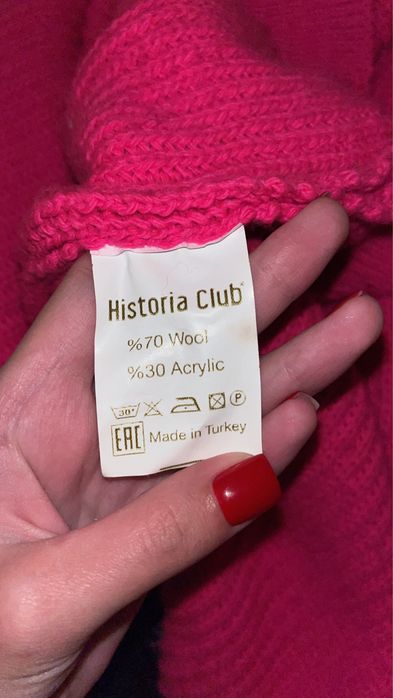 Historia Club
%70 Wool
%30 Acrylic
30° P
EAC Made in Turkey